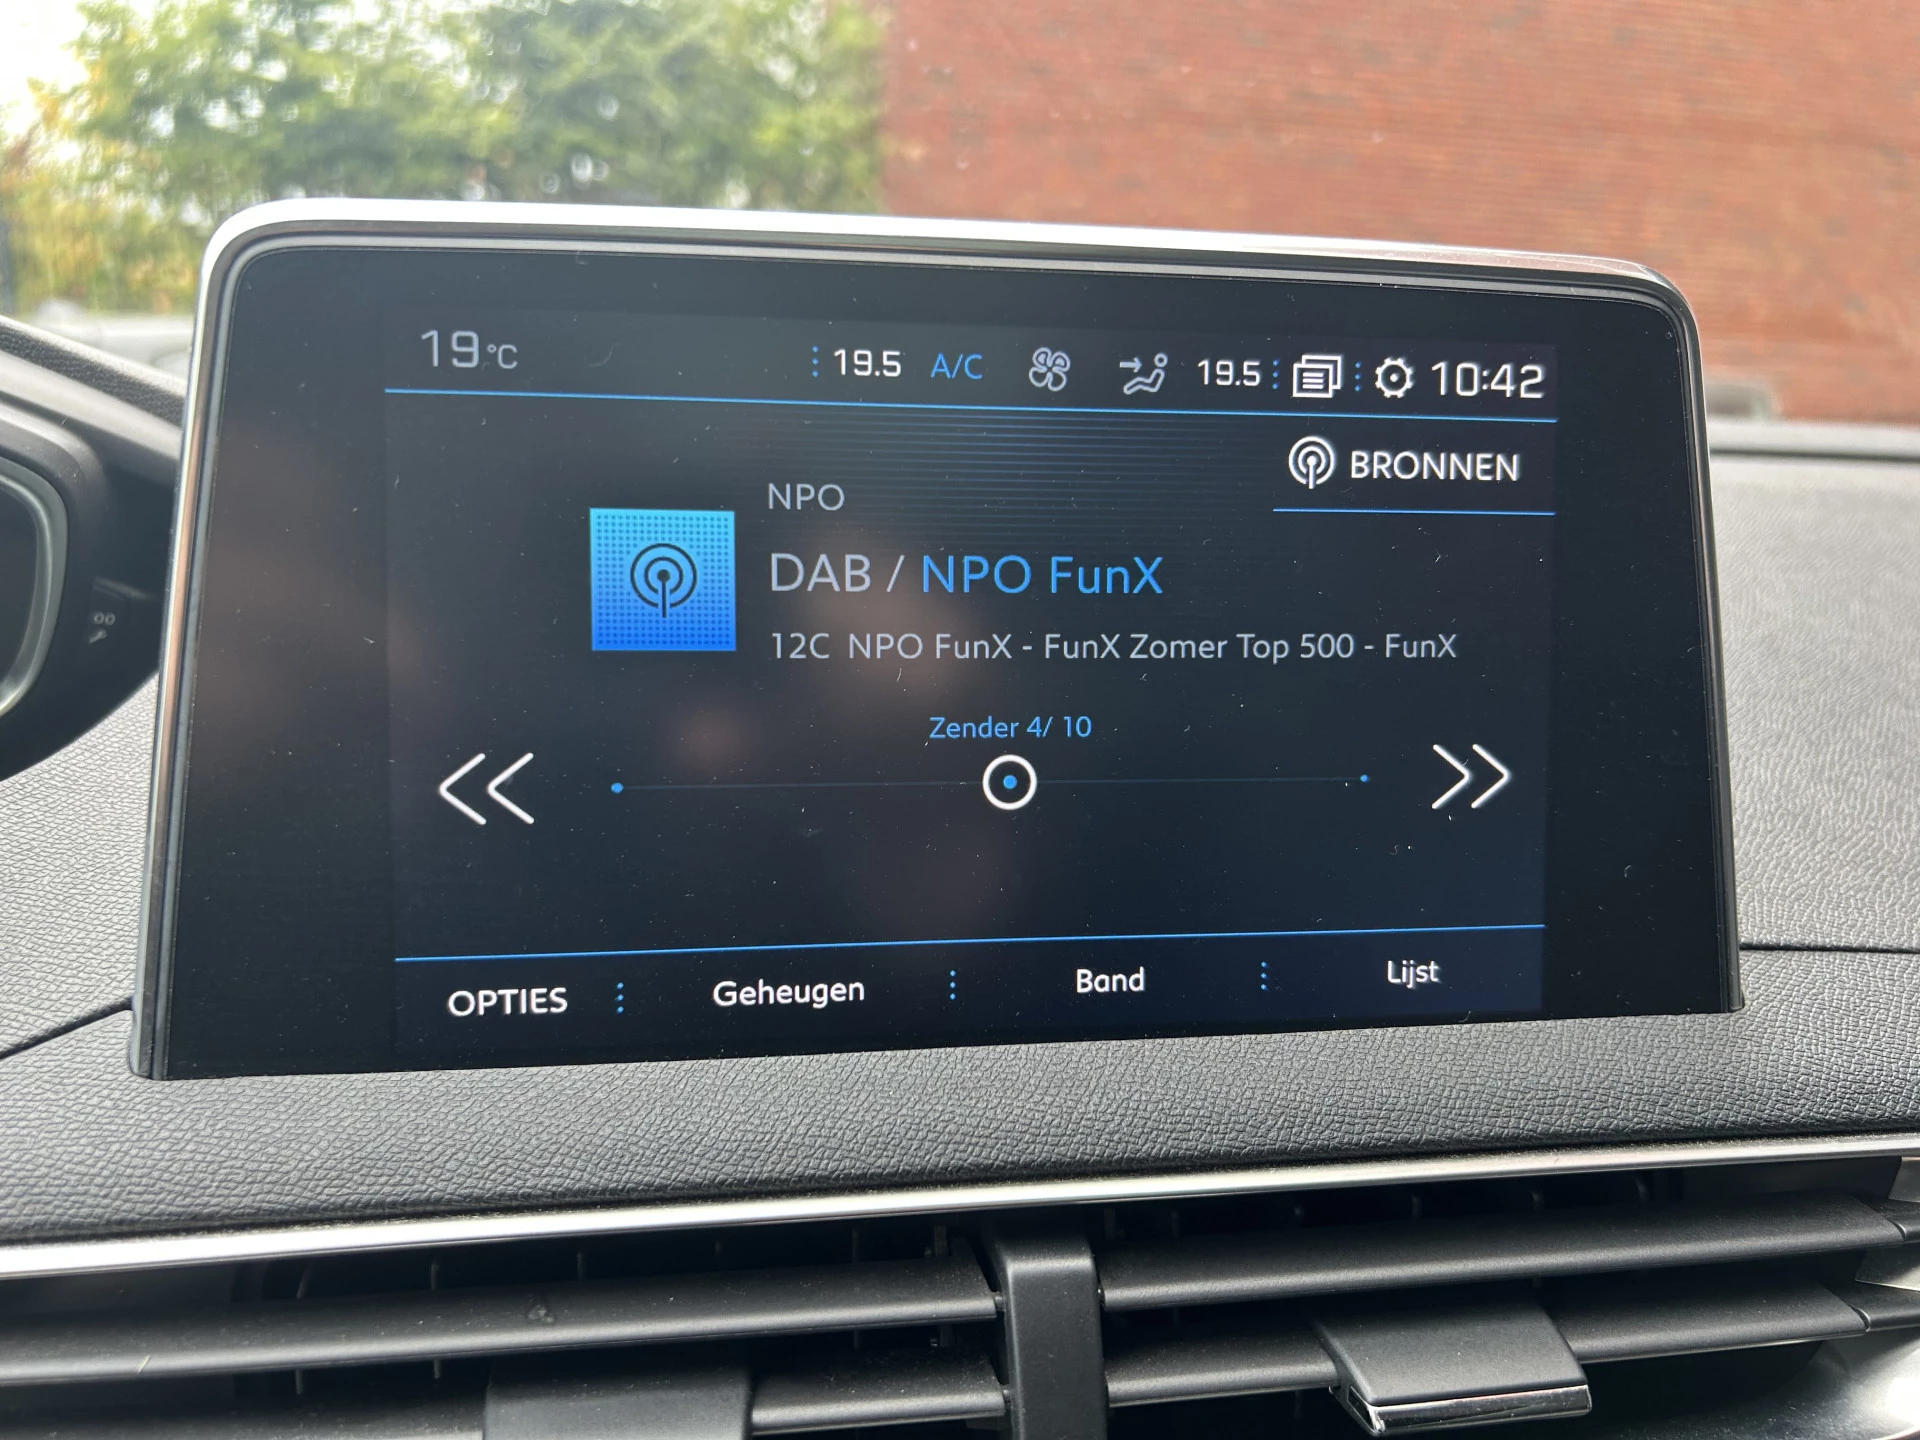 19°C 19.5 A/C 19.5 10:42
BRONNEN
NPO
DAB / NPO FunX
12C NPO FunX - FunX Zomer Top 500 - FunX
Zender 4/ 10
OPTIES Geheugen Band Lijst